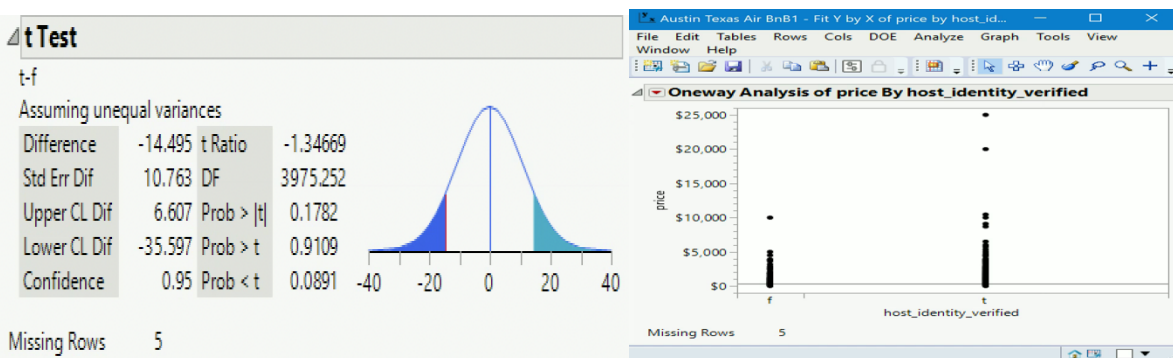 t Test
t-f
Assuming unequal variances
Difference -14.495 t Ratio -1.34669
Std Err Dif 10.763 DF 3975.252
Upper CL Dif 6.607 Prob > |t| 0.1782
Lower CL Dif -35.597 Prob > t 0.9109
Confidence 0.95 Prob < t 0.0891
-40 -20 0 20 40
Missing Rows 5
Austin Texas Air BnB1 - Fit Y by X of price by host_id...
File Edit Tables Rows Cols DOE Analyze Graph Tools View
Window Help
Oneway Analysis of price By host_identity_verified
$25,000
$20,000
$15,000
$10,000
$5,000
$0
price
f t
host_identity_verified
Missing Rows 5